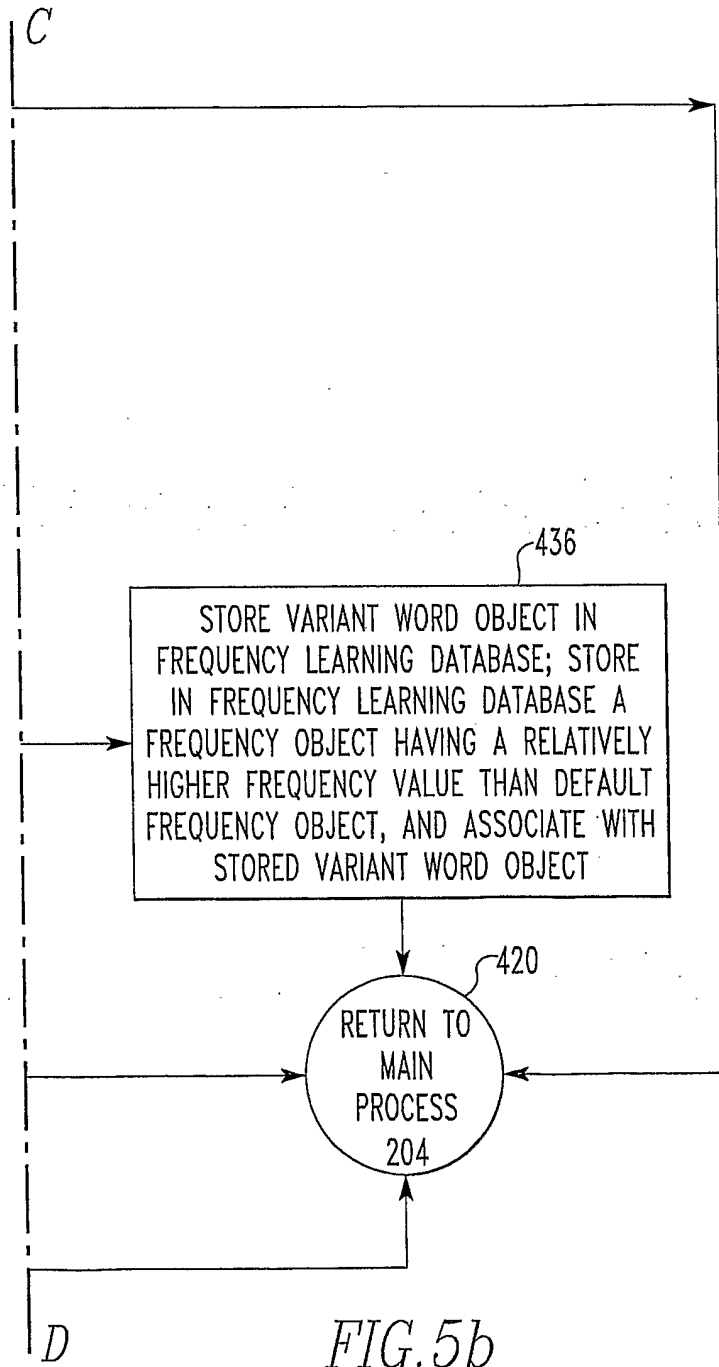 C
436
STORE VARIANT WORD OBJECT IN
FREQUENCY LEARNING DATABASE; STORE
IN FREQUENCY LEARNING DATABASE A
FREQUENCY OBJECT HAVING A RELATIVELY
HIGHER FREQUENCY VALUE THAN DEFAULT
FREQUENCY OBJECT, AND ASSOCIATE WITH
STORED VARIANT WORD OBJECT
420
RETURN TO
MAIN
PROCESS
204
D
FIG.5b